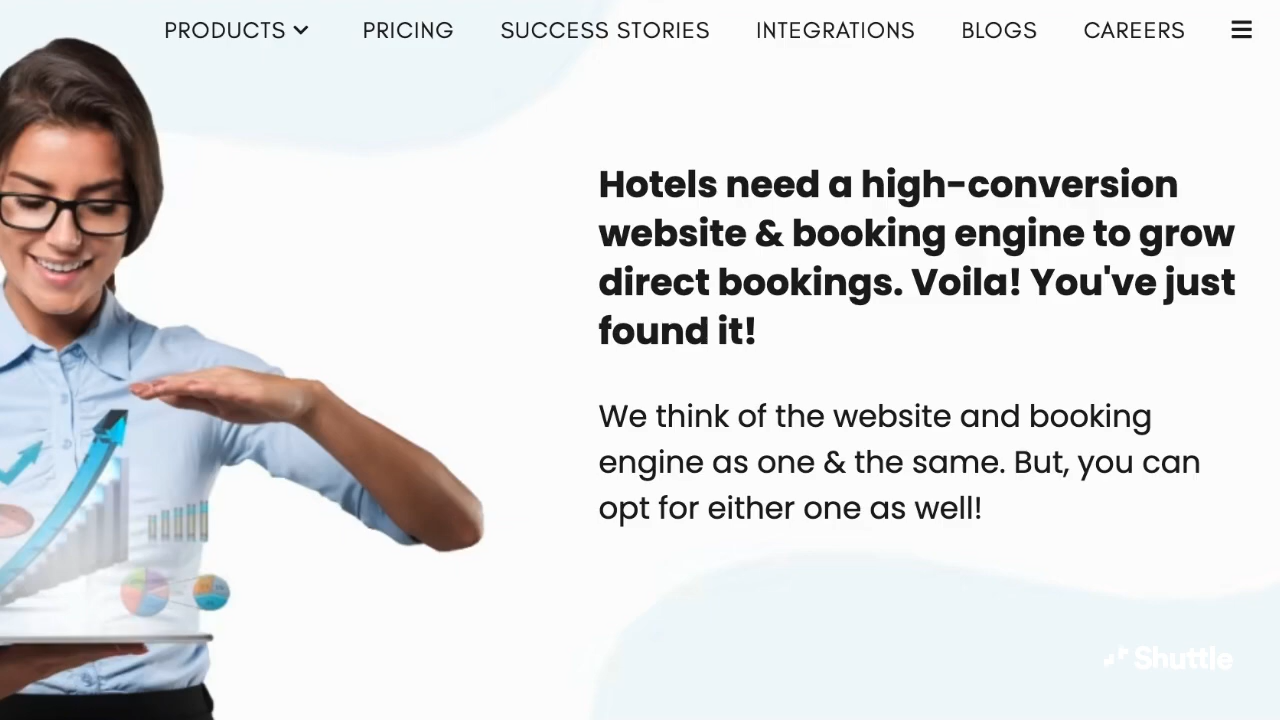 PRODUCTS
PRICING
SUCCESS STORIES
INTEGRATIONS
BLOGS
CAREERS
Hotels need a high-conversion
website & booking engine to grow
direct bookings. Voila! You've just
found it!
We think of the website and booking
engine as one & the same. But, you can
opt for either one as well!
Shuttle